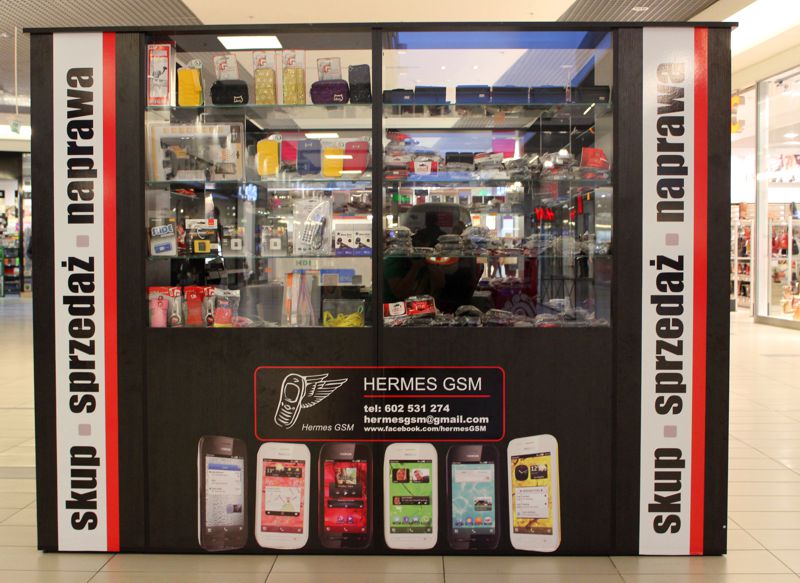 skup ▪ sprzedaż ▪ naprawa
HERMES GSM
tel: 602 531 274
hermesgsm@gmail.com
www.facebook.com/hermesGSM
Hermes GSM
skup ▪ sprzedaż ▪ naprawa